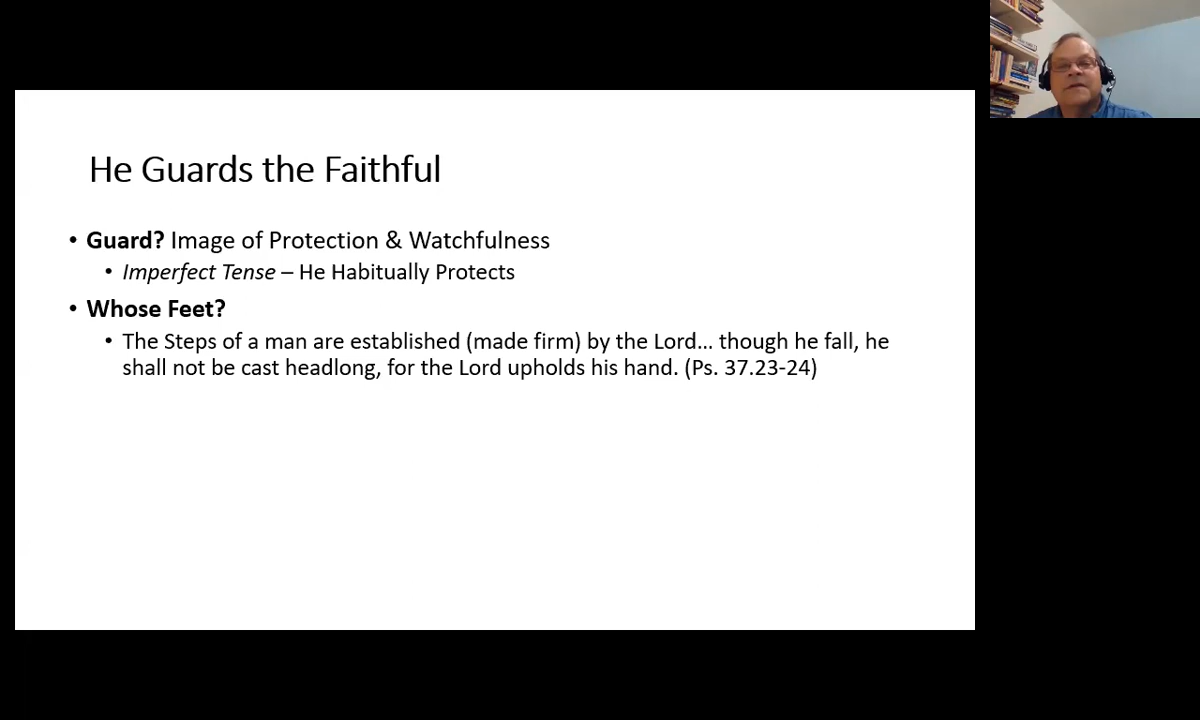 He Guards the Faithful
• Guard? Image of Protection & Watchfulness
• Imperfect Tense – He Habitually Protects
• Whose Feet?
• The Steps of a man are established (made firm) by the Lord… though he fall, he
shall not be cast headlong, for the Lord upholds his hand. (Ps. 37.23-24)